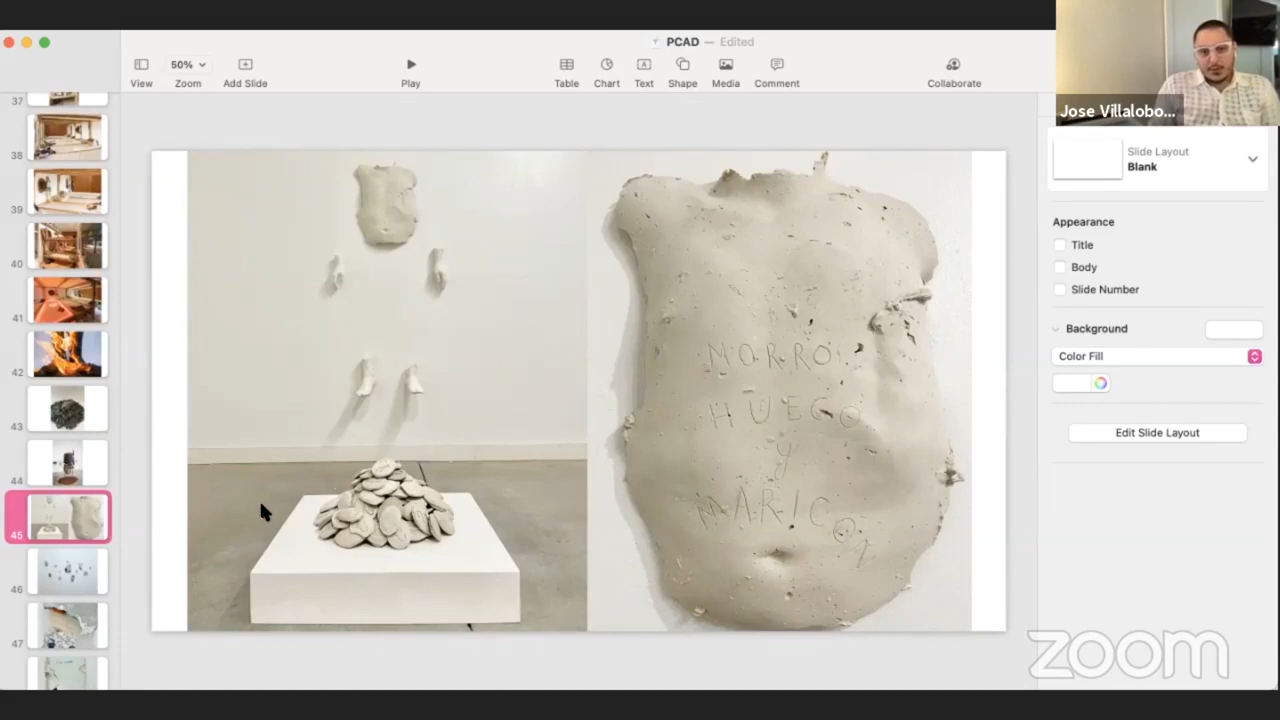 PCAD — Edited
50%
View
Zoom
Add Slide
Play
Table
Chart
Text
Shape
Media
Comment
Collaborate
Jose Villalobo...
37
38
39
40
41
42
43
44
45
46
47
MORRO
HUEGO
y
MARICON
Slide Layout
Blank
Appearance
Title
Body
Slide Number
Background
Color Fill
Edit Slide Layout
zoom